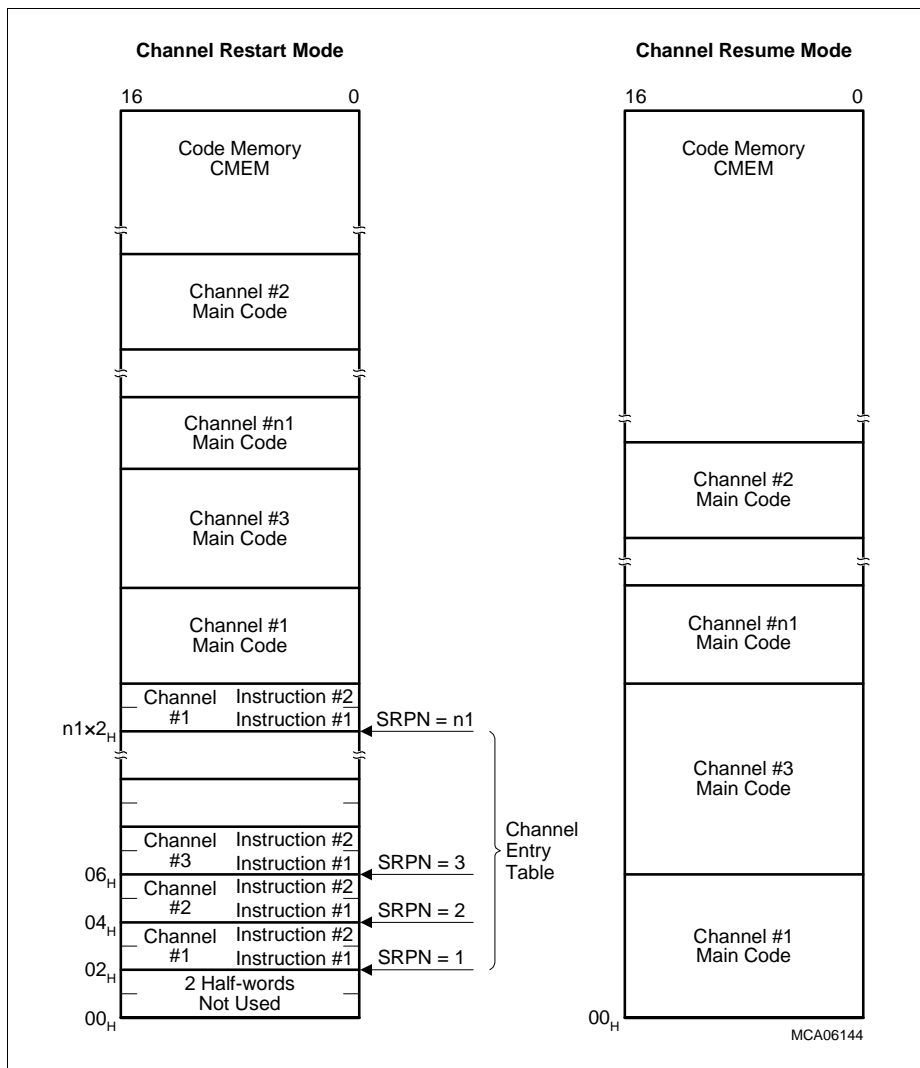 Channel Restart Mode
16 0
Code Memory
CMEM
Channel #2
Main Code
Channel #n1
Main Code
Channel #3
Main Code
Channel #1
Main Code
Channel
#1
Instruction #2
Instruction #1
n1×2H
SRPN = n1
Channel
#3
Instruction #2
Instruction #1
06H
SRPN = 3
Channel
#2
Instruction #2
Instruction #1
04H
SRPN = 2
Channel
#1
Instruction #2
Instruction #1
02H
SRPN = 1
2 Half-words
Not Used
00H
Channel
Entry
Table
Channel Resume Mode
16 0
Code Memory
CMEM
Channel #2
Main Code
Channel #n1
Main Code
Channel #3
Main Code
Channel #1
Main Code
00H
MCA06144